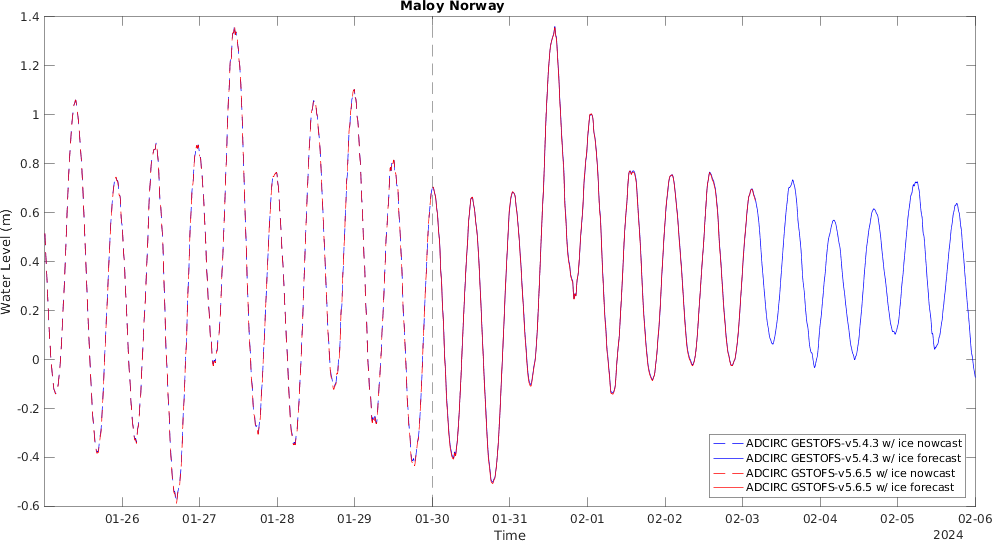 Maloy Norway
Water Level (m)
1.4
1.2
1
0.8
0.6
0.4
0.2
0
-0.2
-0.4
-0.6
ADCIRC GESTOFS-v5.4.3 w/ ice nowcast
ADCIRC GESTOFS-v5.4.3 w/ ice forecast
ADCIRC GSTOFS-v5.6.5 w/ ice nowcast
ADCIRC GSTOFS-v5.6.5 w/ ice forecast
01-26 01-27 01-28 01-29 01-30 01-31 02-01 02-02 02-03 02-04 02-05 02-06
Time
2024